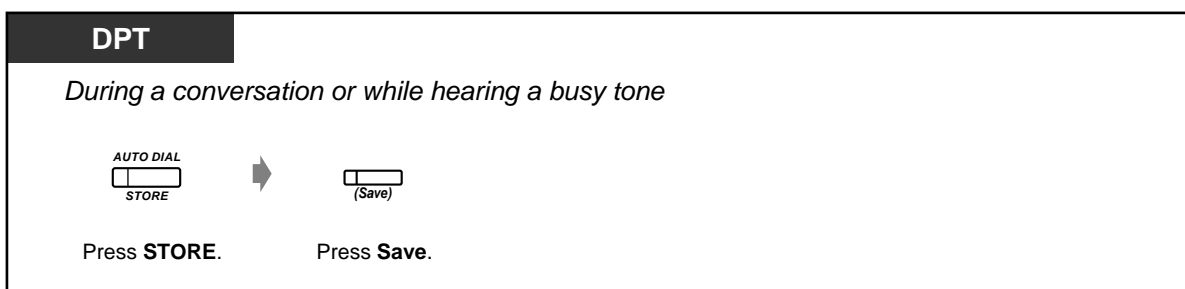 DPT
During a conversation or while hearing a busy tone
AUTO DIAL
STORE
(Save)
Press STORE.
Press Save.